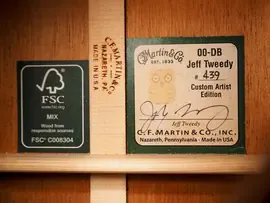 FSC
www.fsc.org
MIX
Wood from
responsible sources
FSC® C008304
C.F. MARTIN & CO.
NAZARETH, PA.
MADE IN U.S.A
C.F. Martin & Co.
EST. 1833
00-DB
Jeff Tweedy
# 439
Custom Artist
Edition
Jeff Tweedy
C. F. MARTIN & CO., INC.
Nazareth, Pennsylvania · Made in USA